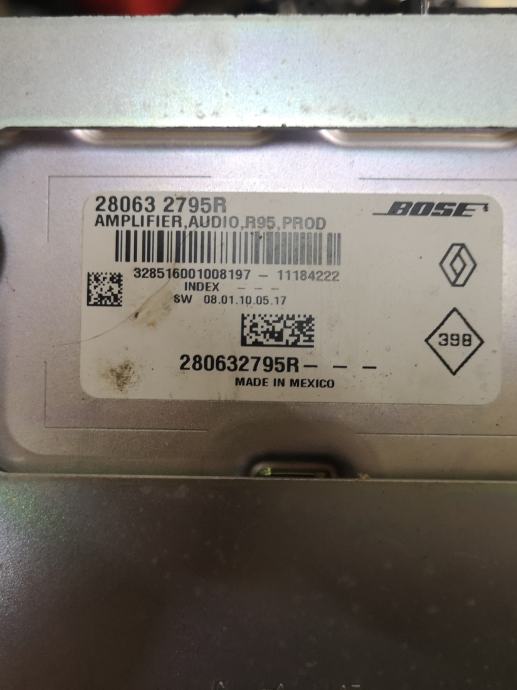 28063 2795R
BOSE
AMPLIFIER,AUDIO,R95,PROD
328516001008197 - 11184222
INDEX - - -
SW 08.01.10.05.17
398
280632795R- - -
MADE IN MEXICO